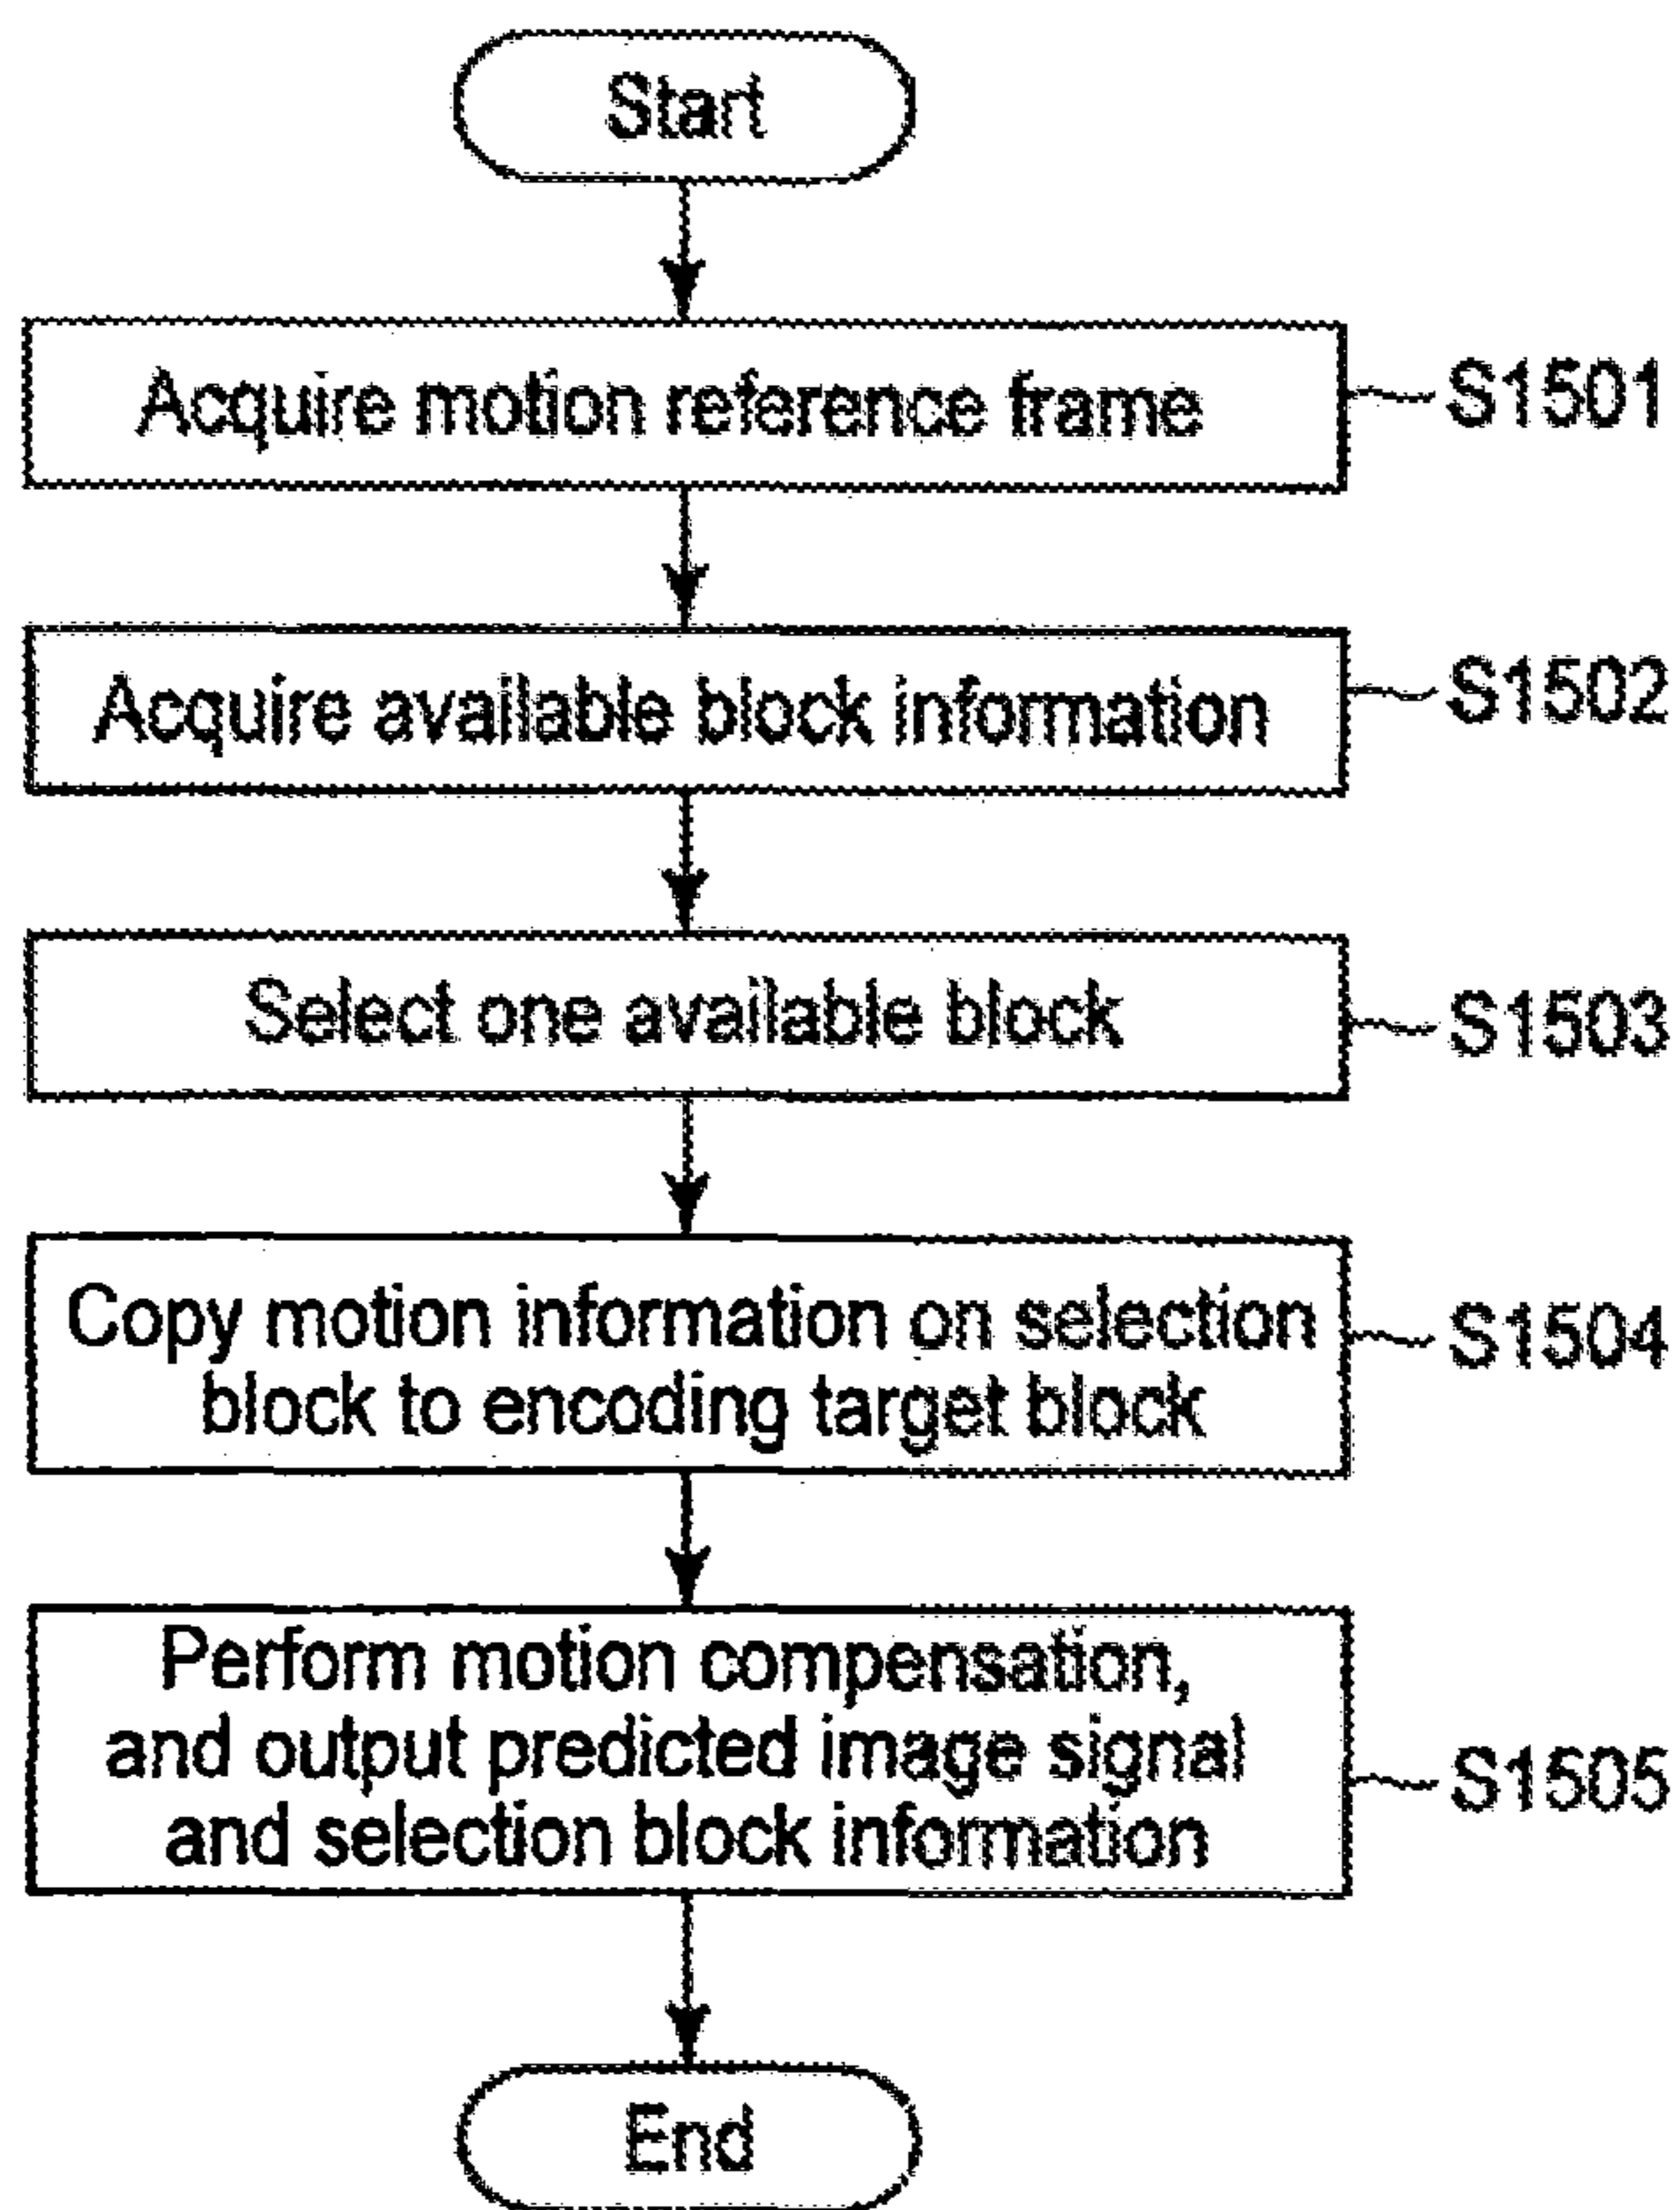 Start
Acquire motion reference frame
S1501
Acquire available block information
S1502
Select one available block
S1503
Copy motion information on selection
block to encoding target block
S1504
Perform motion compensation,
and output predicted image signal
and selection block information
S1505
End